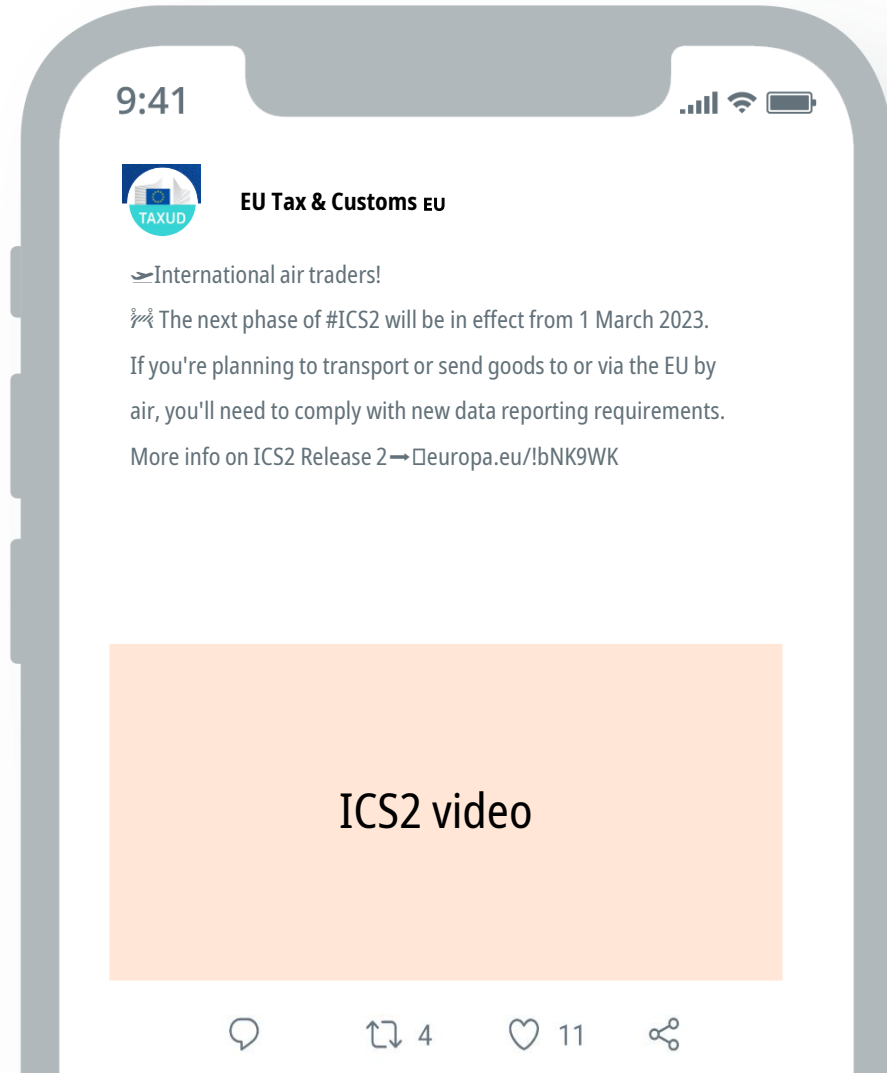 9:41
TAXUD
EU Tax & Customs EU
🛫International air traders!
🚧 The next phase of #ICS2 will be in effect from 1 March 2023.
If you're planning to transport or send goods to or via the EU by
air, you'll need to comply with new data reporting requirements.
More info on ICS2 Release 2➡️europa.eu/!bNK9WK
ICS2 video
4
11